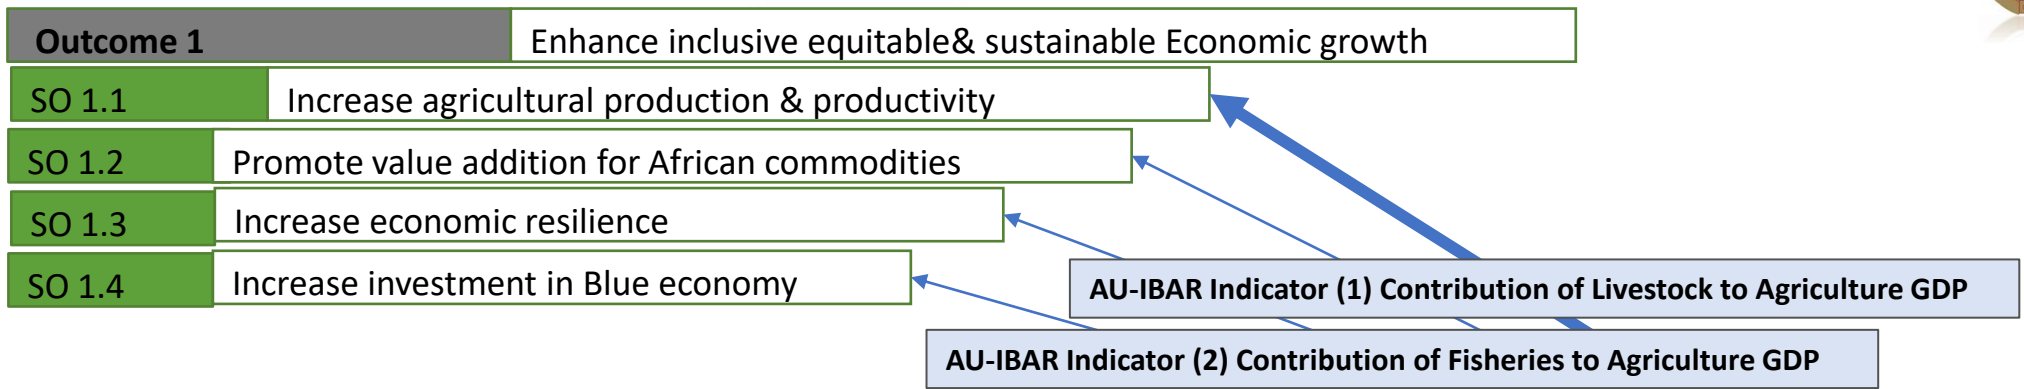 Outcome 1
Enhance inclusive equitable& sustainable Economic growth
SO 1.1
Increase agricultural production & productivity
SO 1.2
Promote value addition for African commodities
SO 1.3
Increase economic resilience
SO 1.4
Increase investment in Blue economy
AU-IBAR Indicator (1) Contribution of Livestock to Agriculture GDP
AU-IBAR Indicator (2) Contribution of Fisheries to Agriculture GDP